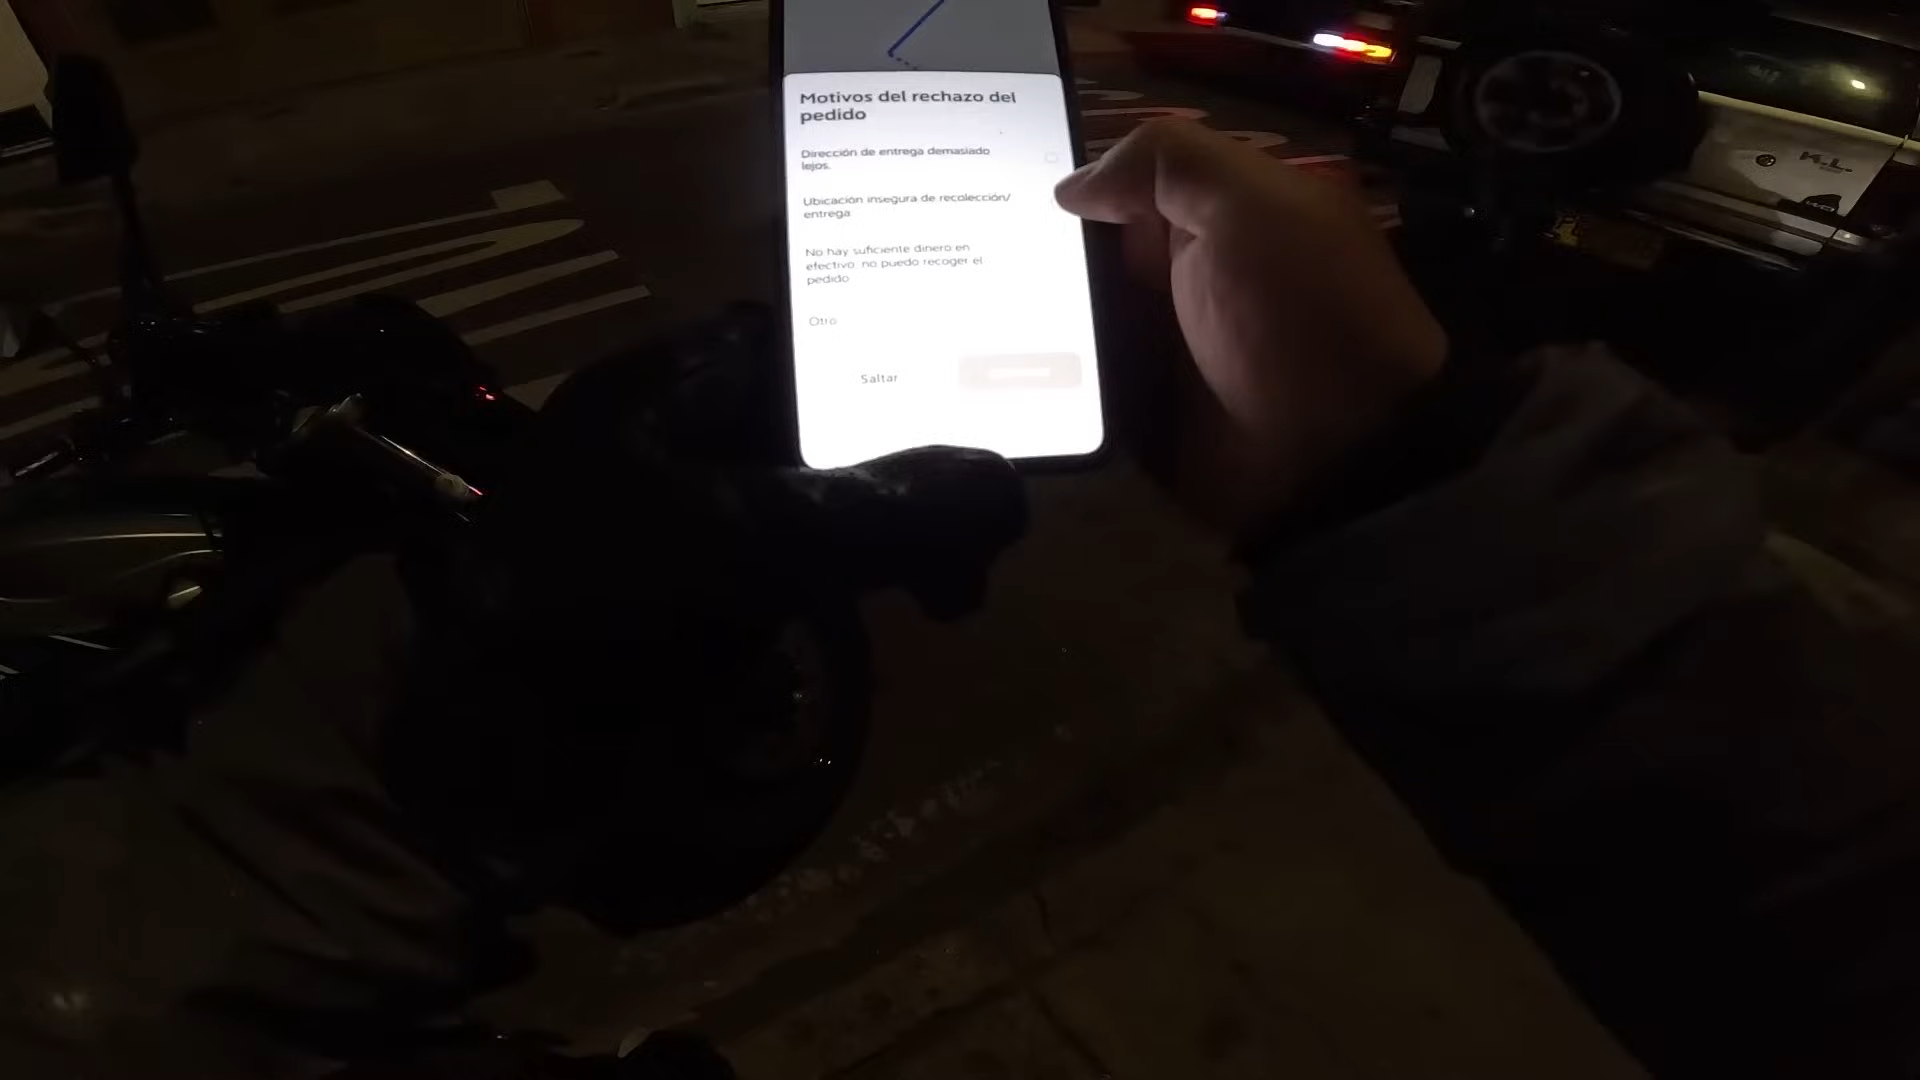 Motivos del rechazo del
pedido
Dirección de entrega demasiado
lejos.
Ubicación insegura de recolección/
entrega
No hay suficiente dinero en
efectivo, no puedo recoger el
pedido
Otro
Saltar